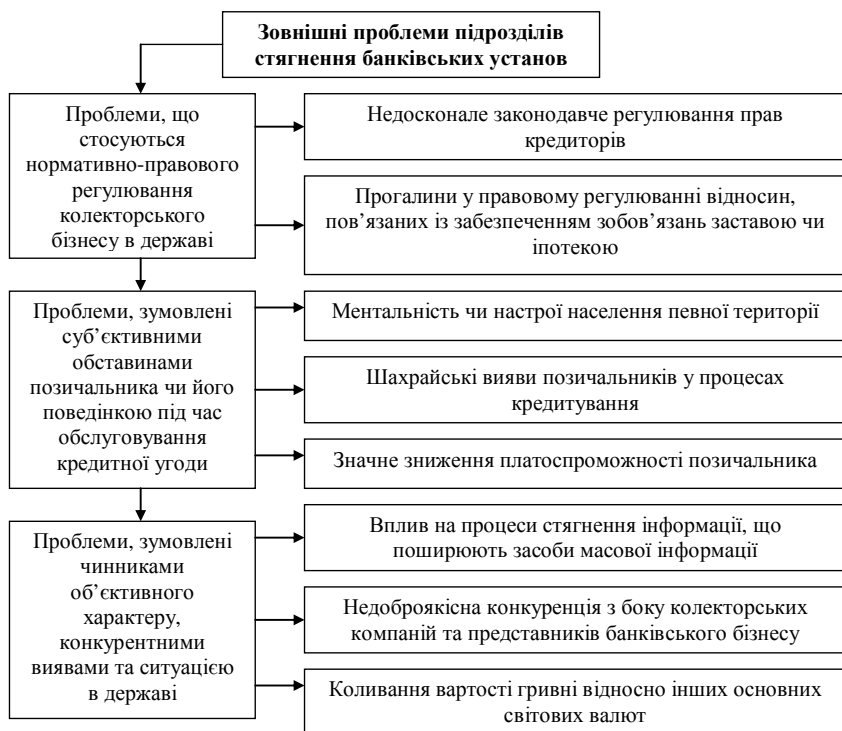 Зовнішні проблеми підрозділів
стягнення банківських установ
Проблеми, що
стосуються
нормативно-правового
регулювання
колекторського
бізнесу в державі
Недосконале законодавче регулювання прав
кредиторів
Прогалини у правовому регулюванні відносин,
пов’язаних із забезпеченням зобов’язань заставою чи
іпотекою
Проблеми, зумовлені
суб’єктивними
обставинами
позичальника чи його
поведінкою під час
обслуговування
кредитної угоди
Ментальність чи настрої населення певної території
Шахрайські вияви позичальників у процесах
кредитування
Значне зниження платоспроможності позичальника
Проблеми, зумовлені
чинниками
об’єктивного
характеру,
конкурентними
виявами та ситуацією
в державі
Вплив на процеси стягнення інформації, що
поширюють засоби масової інформації
Недоброякісна конкуренція з боку колекторських
компаній та представників банківського бізнесу
Коливання вартості гривні відносно інших основних
світових валют